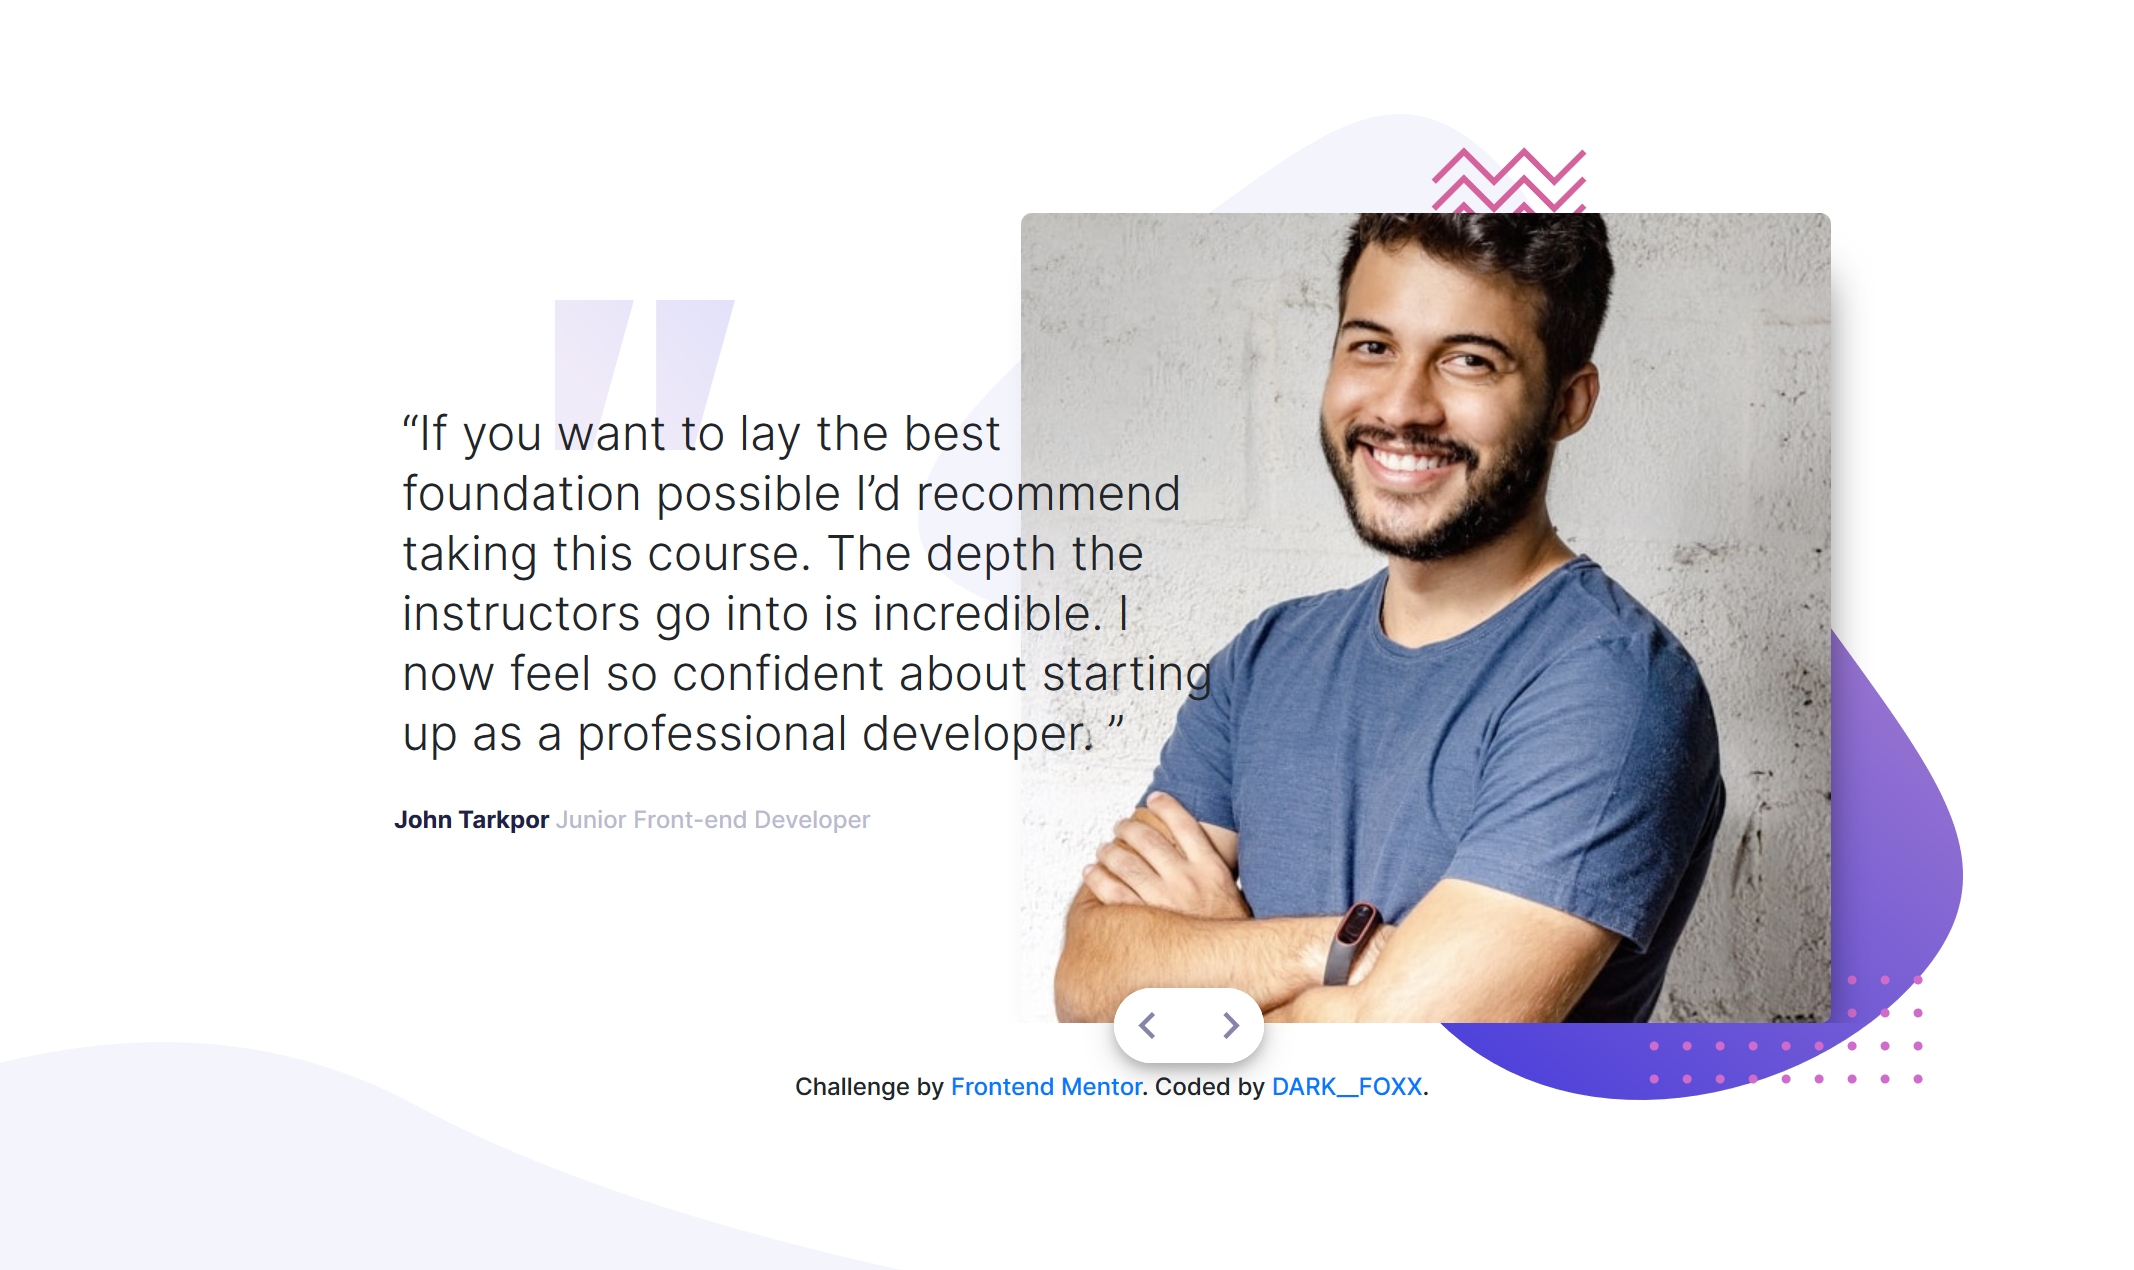 “If you want to lay the best
foundation possible I’d recommend
taking this course. The depth the
instructors go into is incredible. I
now feel so confident about starting
up as a professional developer. ”
John Tarkpor Junior Front-end Developer
Challenge by Frontend Mentor. Coded by DARK__FOXX.